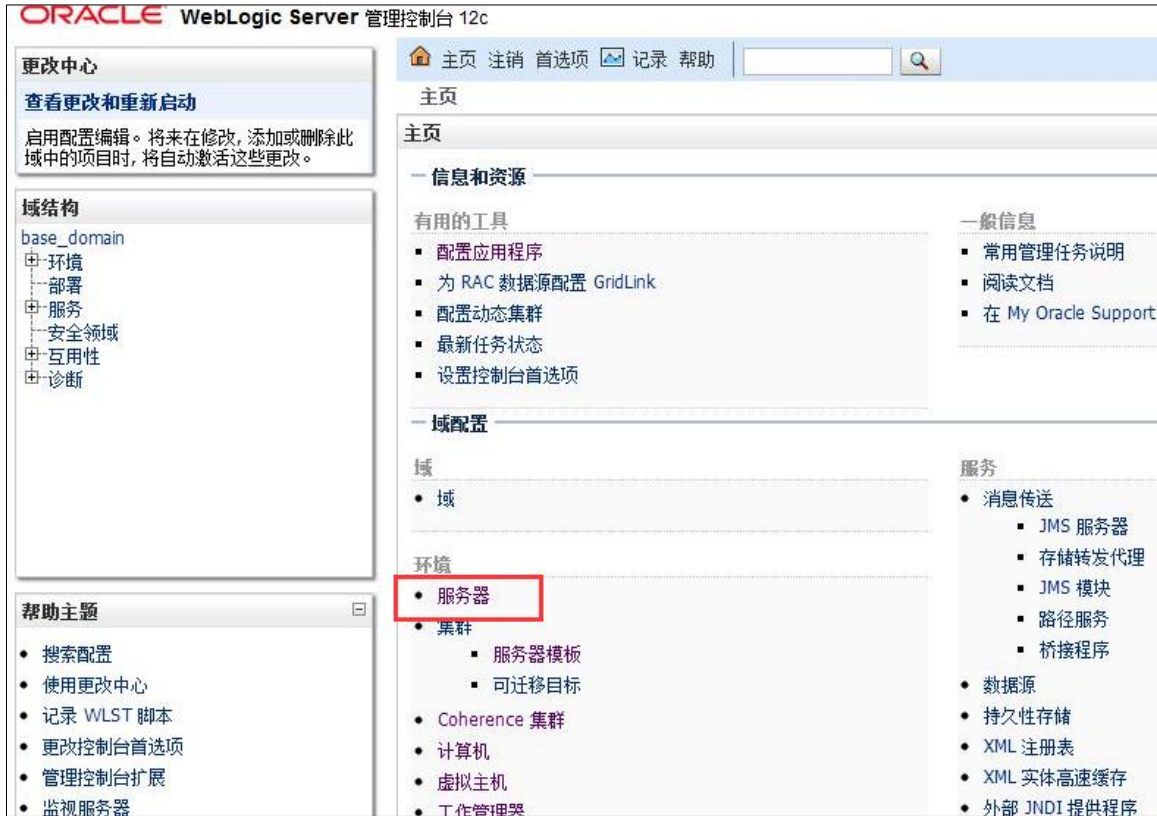 ORACLE WebLogic Server 管理控制台 12c
更改中心
查看更改和重新启动
启用配置编辑。将来在修改, 添加或删除此
域中的项目时, 将自动激活这些更改。
域结构
base_domain
环境
部署
服务
安全领域
互用性
诊断
帮助主题
搜索配置
使用更改中心
记录 WLST 脚本
更改控制台首选项
管理控制台扩展
监视服务器
主页 注销 首选项 记录 帮助
主页
主页
信息和资源
有用的工具
配置应用程序
为 RAC 数据源配置 GridLink
配置动态集群
最新任务状态
设置控制台首选项
一般信息
常用管理任务说明
阅读文档
在 My Oracle Support
域配置
域
域
环境
服务器
集群
服务器模板
可迁移目标
Coherence 集群
计算机
虚拟主机
工作管理器
服务
消息传送
JMS 服务器
存储转发代理
JMS 模块
路径服务
桥接程序
数据源
持久性存储
XML 注册表
XML 实体高速缓存
外部 JNDI 提供程序